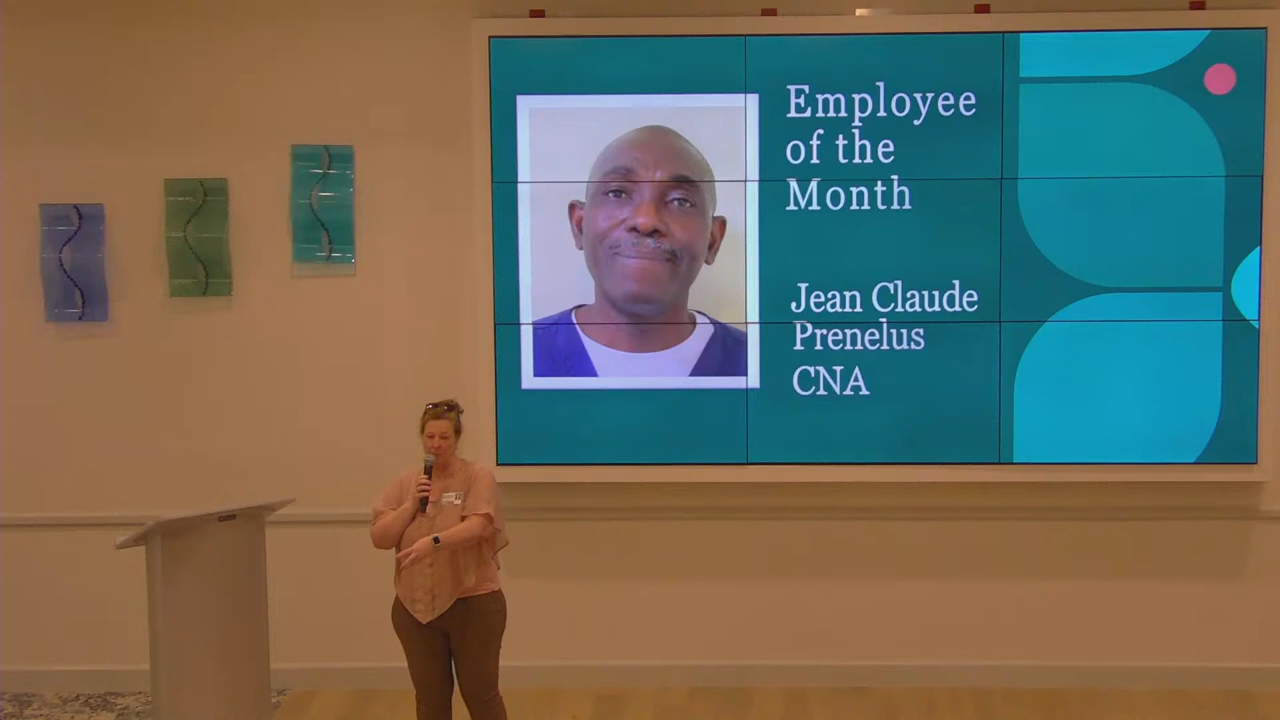 Employee
of the
Month
Jean Claude
Prenelus
CNA